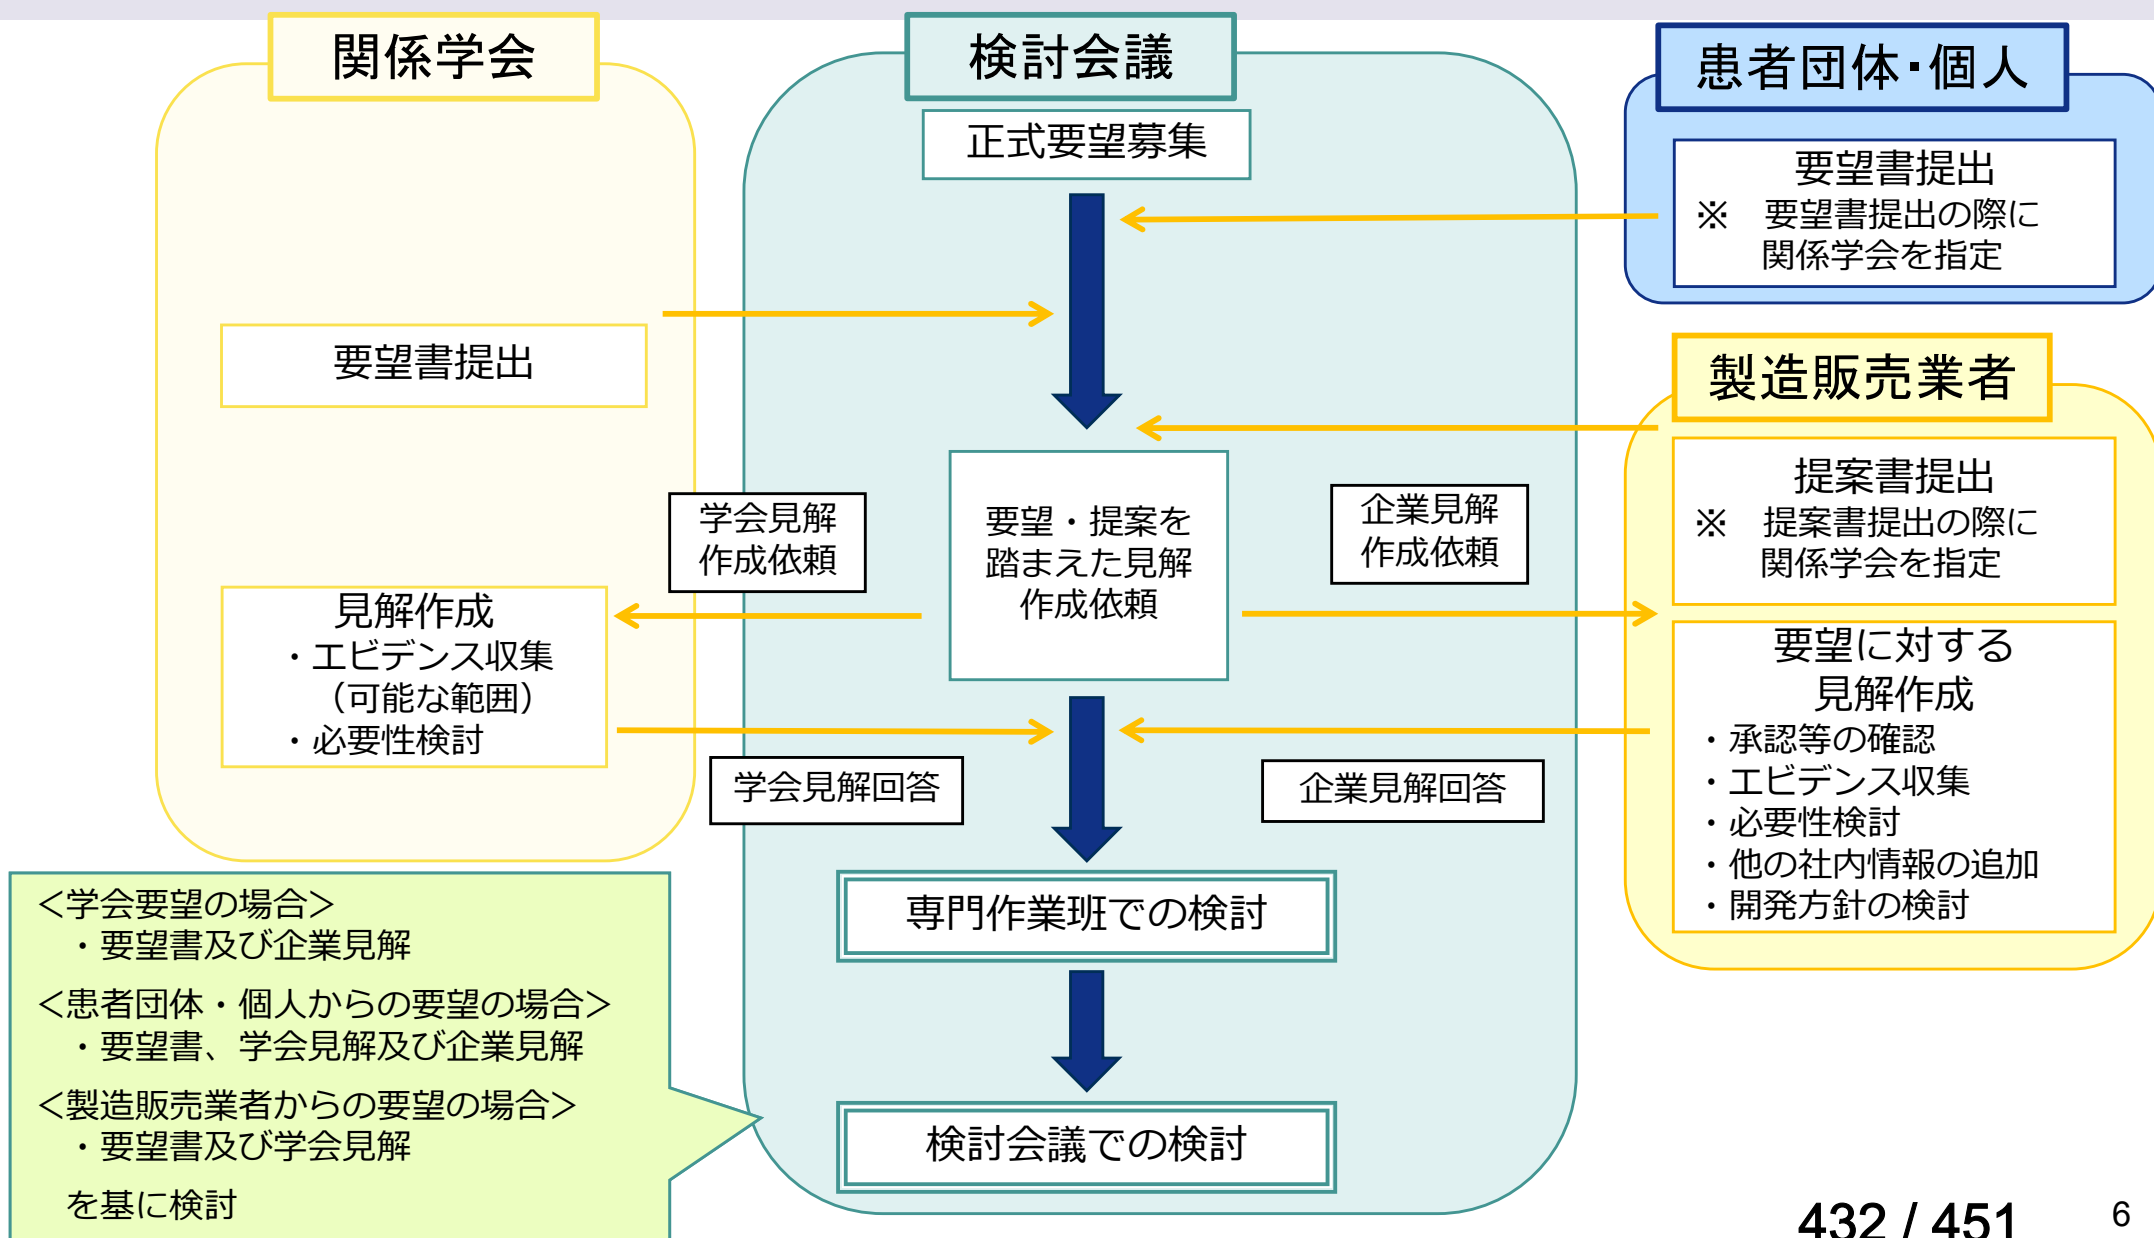 関係学会
要望書提出
見解作成
・エビデンス収集
（可能な範囲）
・必要性検討
検討会議
正式要望募集
学会見解
作成依頼
要望・提案を
踏まえた見解
作成依頼
企業見解
作成依頼
学会見解回答
企業見解回答
専門作業班での検討
検討会議での検討
患者団体・個人
要望書提出
※　要望書提出の際に
関係学会を指定
製造販売業者
提案書提出
※　提案書提出の際に
関係学会を指定
要望に対する
見解作成
・承認等の確認
・エビデンス収集
・必要性検討
・他の社内情報の追加
・開発方針の検討
＜学会要望の場合＞
・要望書及び企業見解
＜患者団体・個人からの要望の場合＞
・要望書、学会見解及び企業見解
＜製造販売業者からの要望の場合＞
・要望書及び学会見解
を基に検討
432 / 451
6